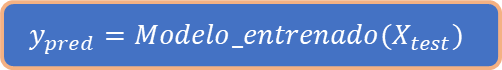 y_pred = Modelo_entrenado(X_test)